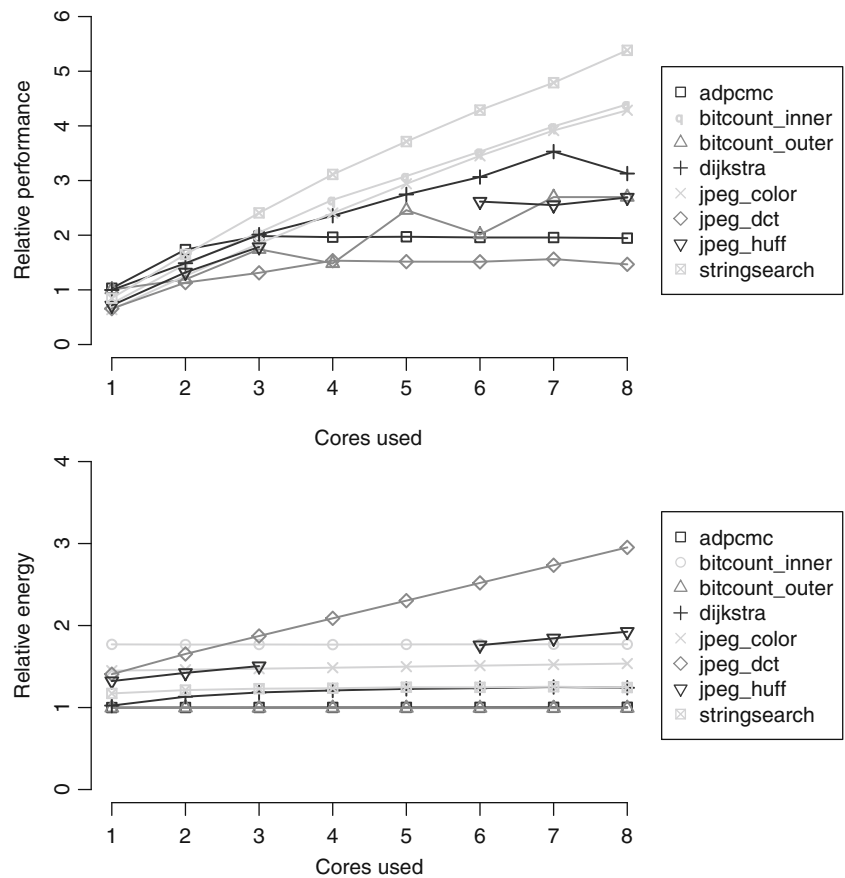 6
5
4
3
2
1
0
Relative performance
1 2 3 4 5 6 7 8
Cores used
adpcmc
bitcount_inner
bitcount_outer
dijkstra
jpeg_color
jpeg_dct
jpeg_huff
stringsearch
4
3
2
1
0
Relative energy
1 2 3 4 5 6 7 8
Cores used
adpcmc
bitcount_inner
bitcount_outer
dijkstra
jpeg_color
jpeg_dct
jpeg_huff
stringsearch